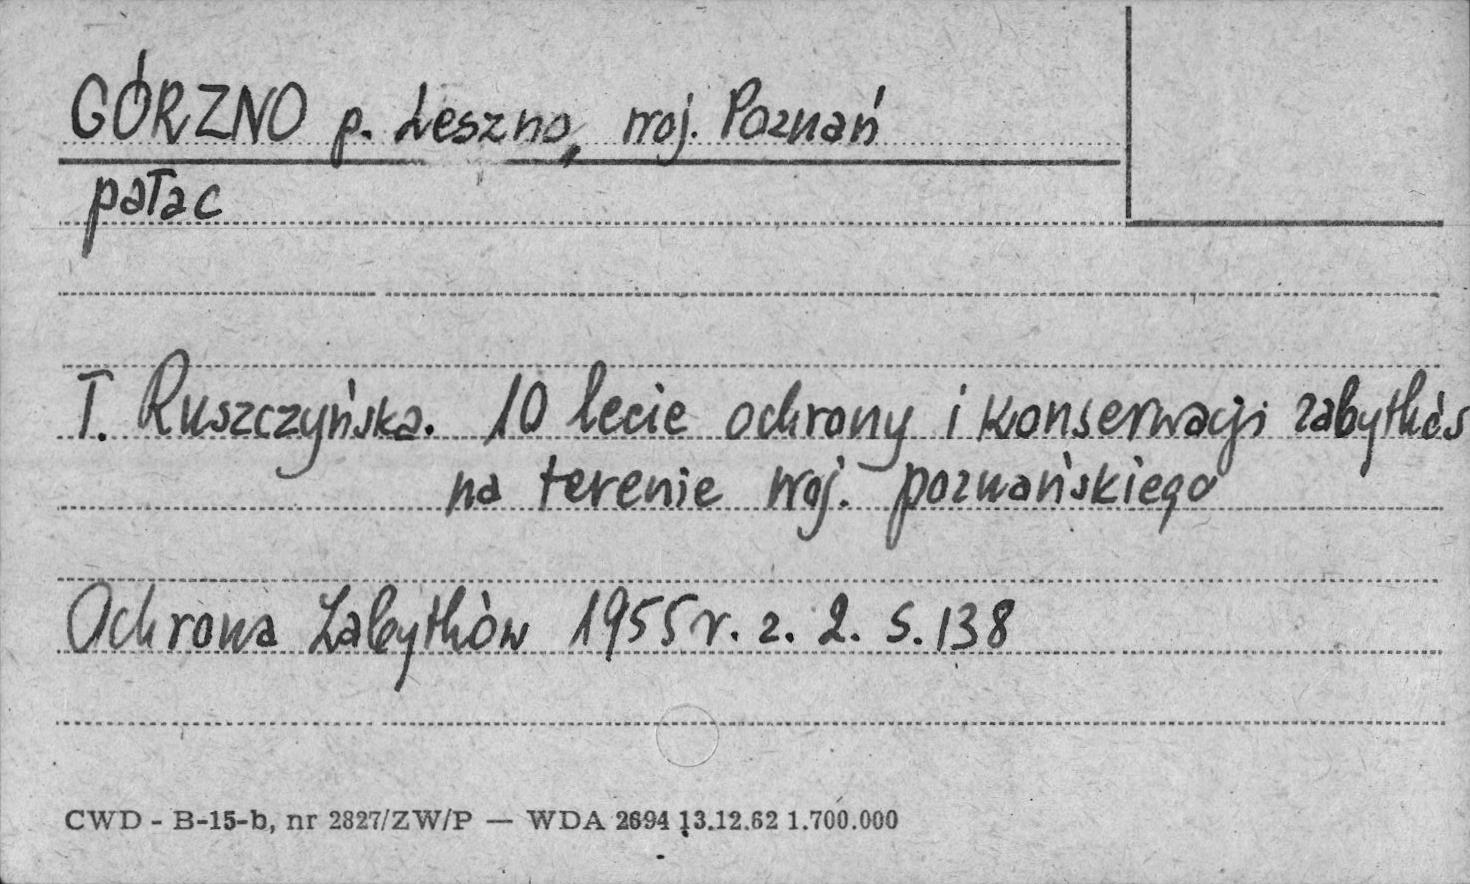 GÓRZNO p. Leszno, woj. Poznań
pałac
T. Ruszczyńska. 10 lecie ochrony i konserwacji zabytków
na terenie woj. poznańskiego
Ochrona Zabytków 1955 r. z. 2. s. 138
CWD - B-15-b, nr 2827/ZW/P — WDA 2694 13.12.62 1.700.000